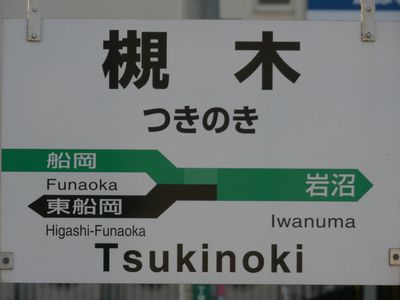 槻木
つきのき
船岡
Funaoka
東船岡
Higashi-Funaoka
岩沼
Iwanuma
Tsukinoki